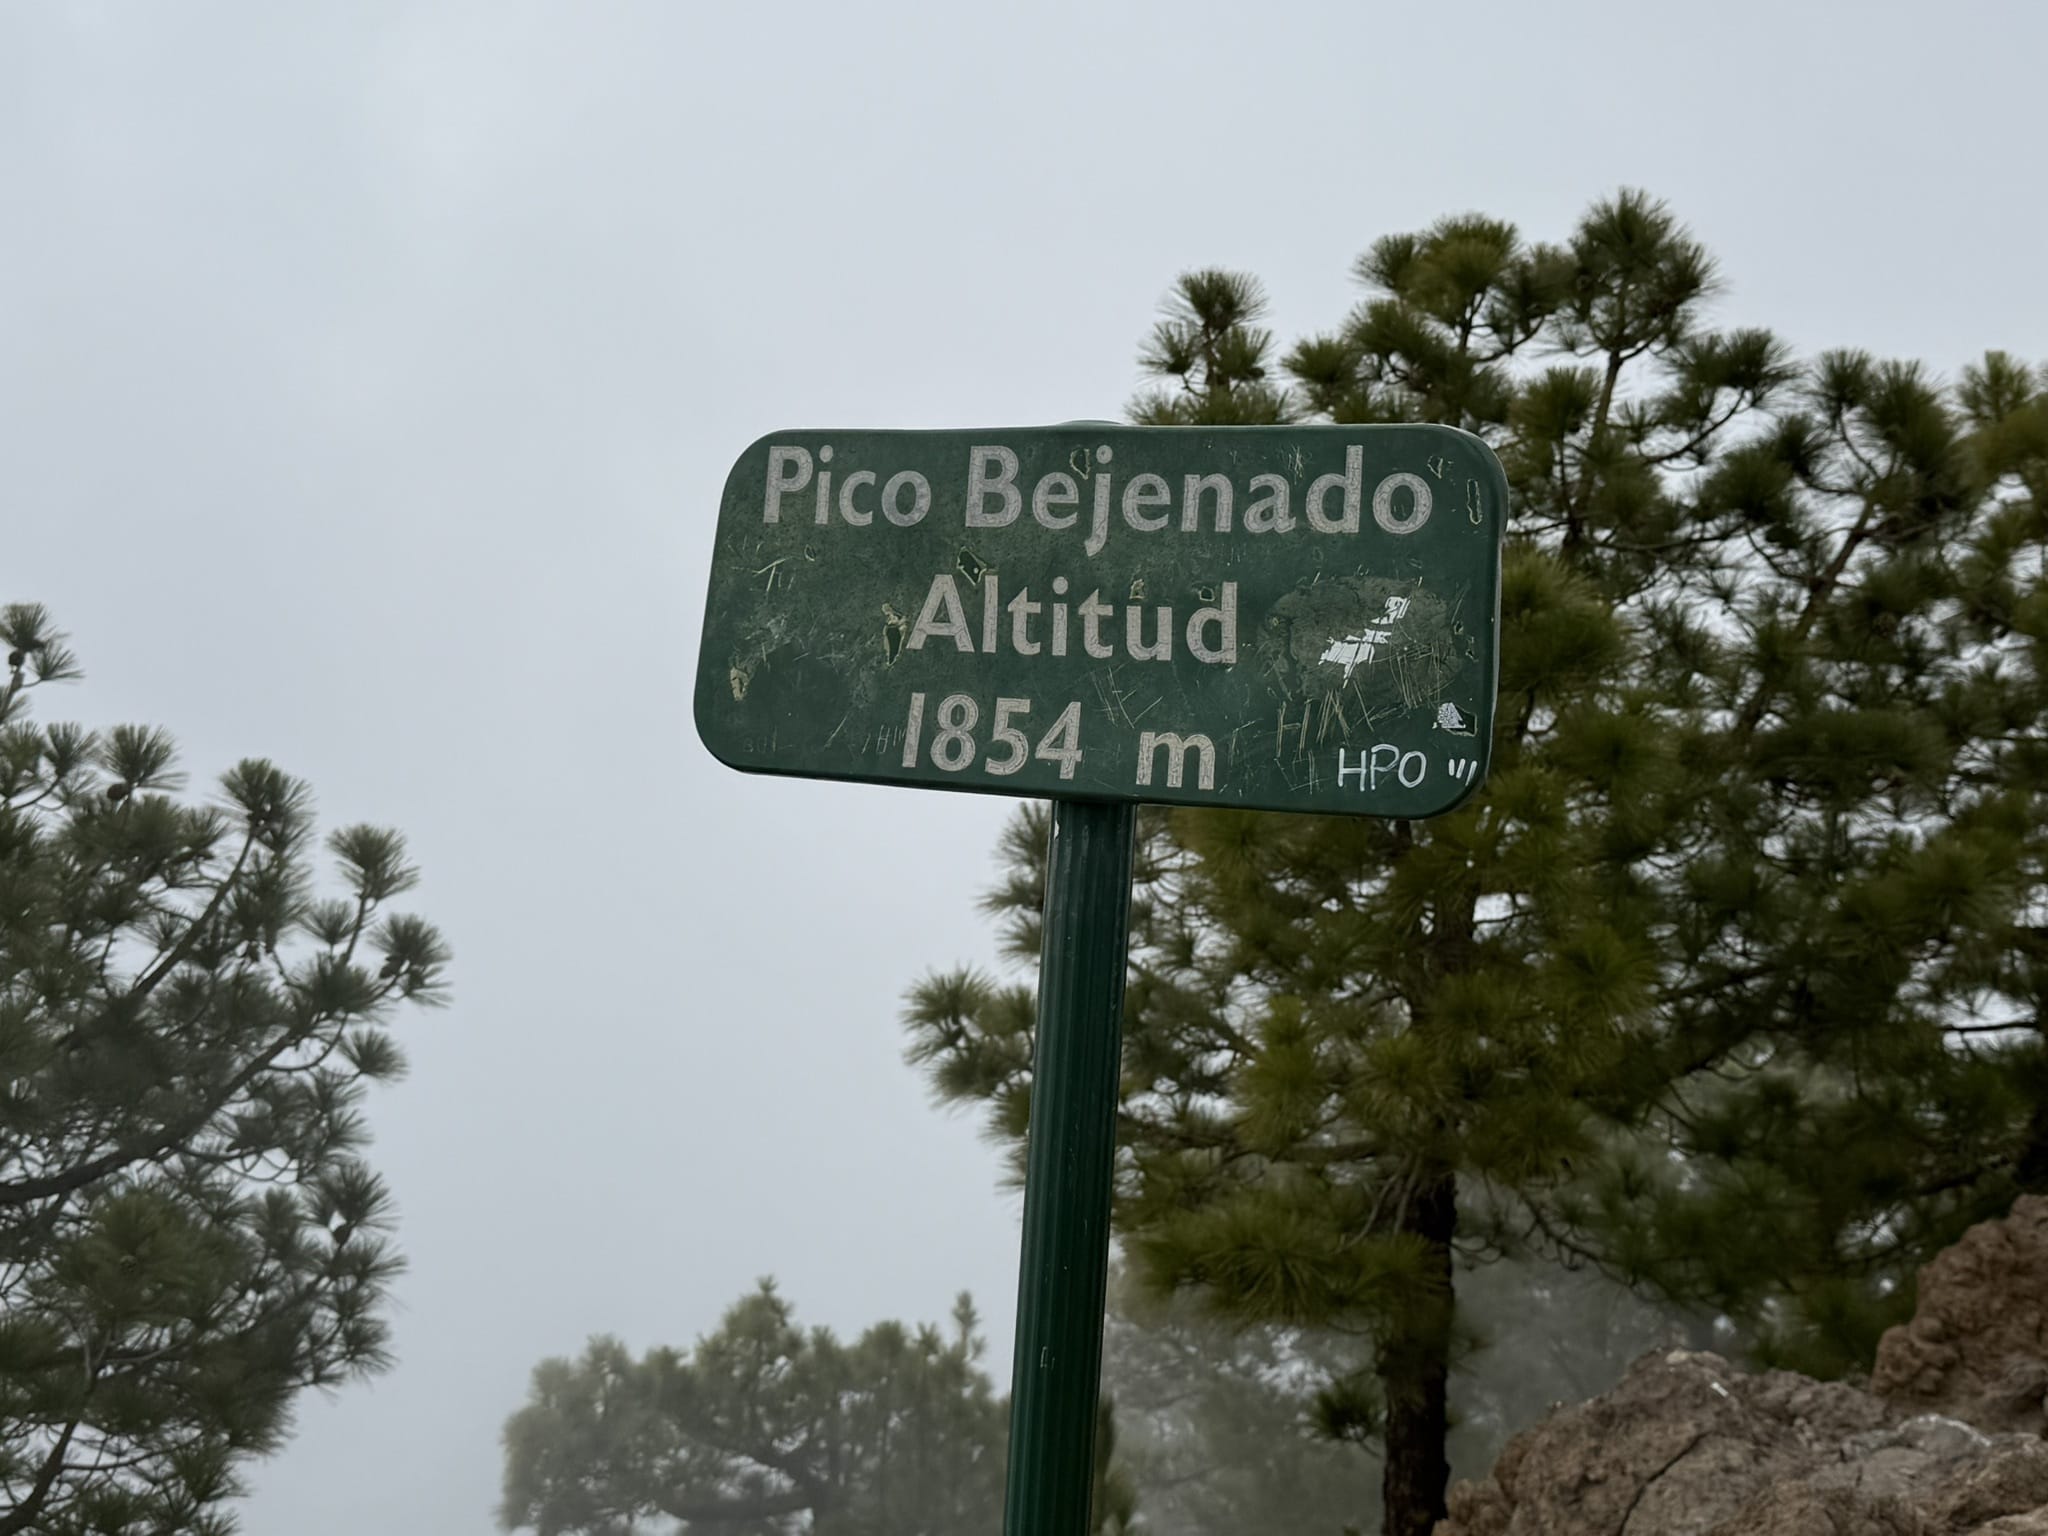 Pico Bejenado
Altitud
1854 m
HPO